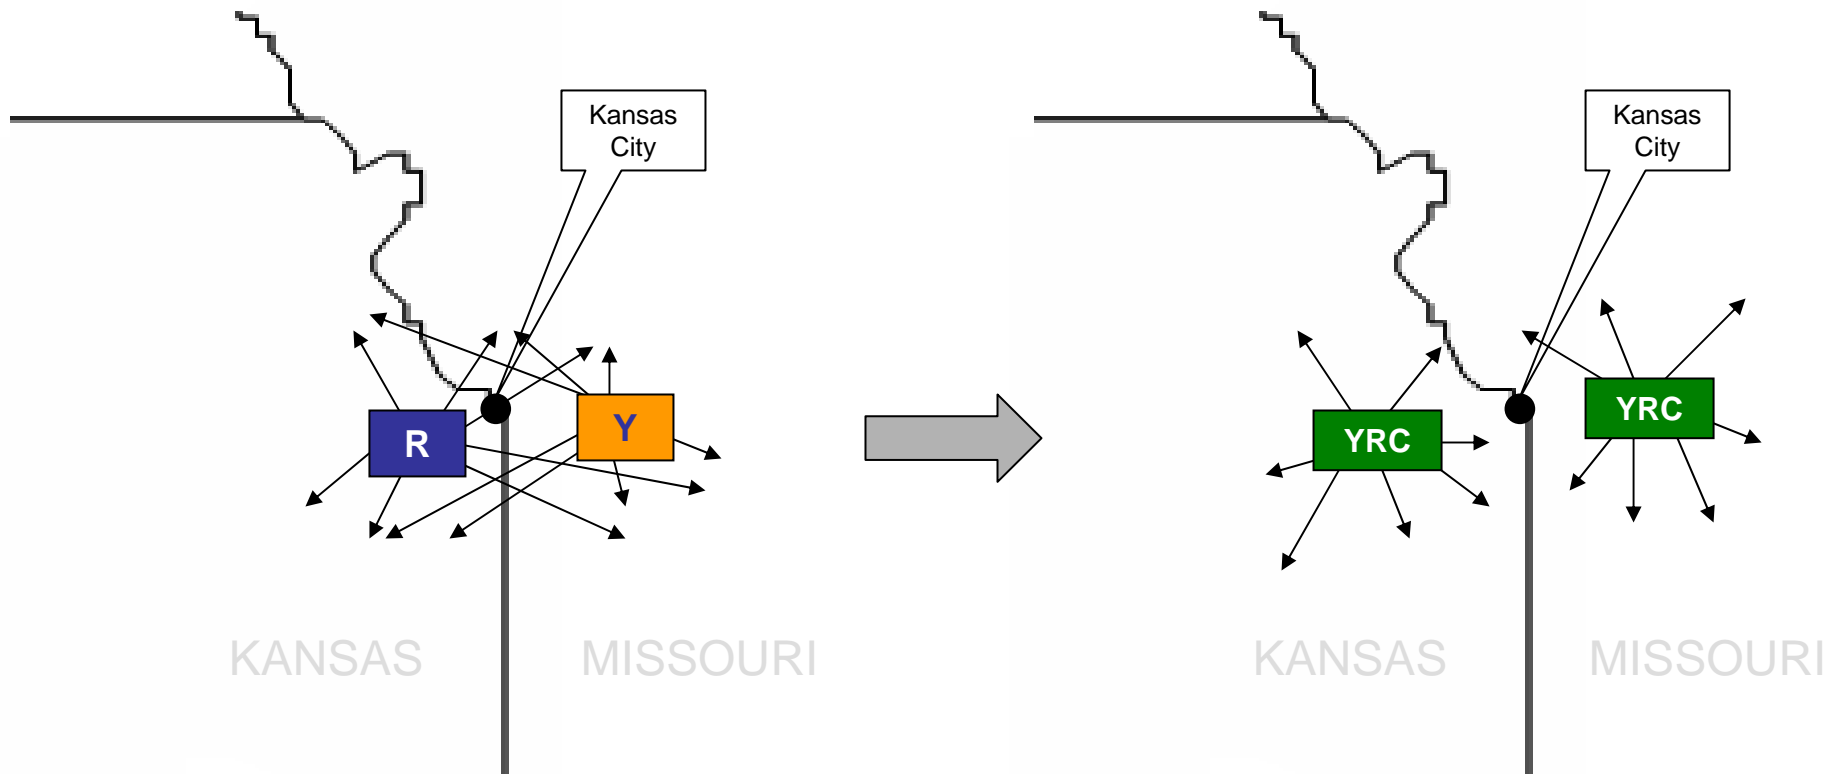 Kansas
City
R
Y
KANSAS
MISSOURI
Kansas
City
YRC
YRC
KANSAS
MISSOURI